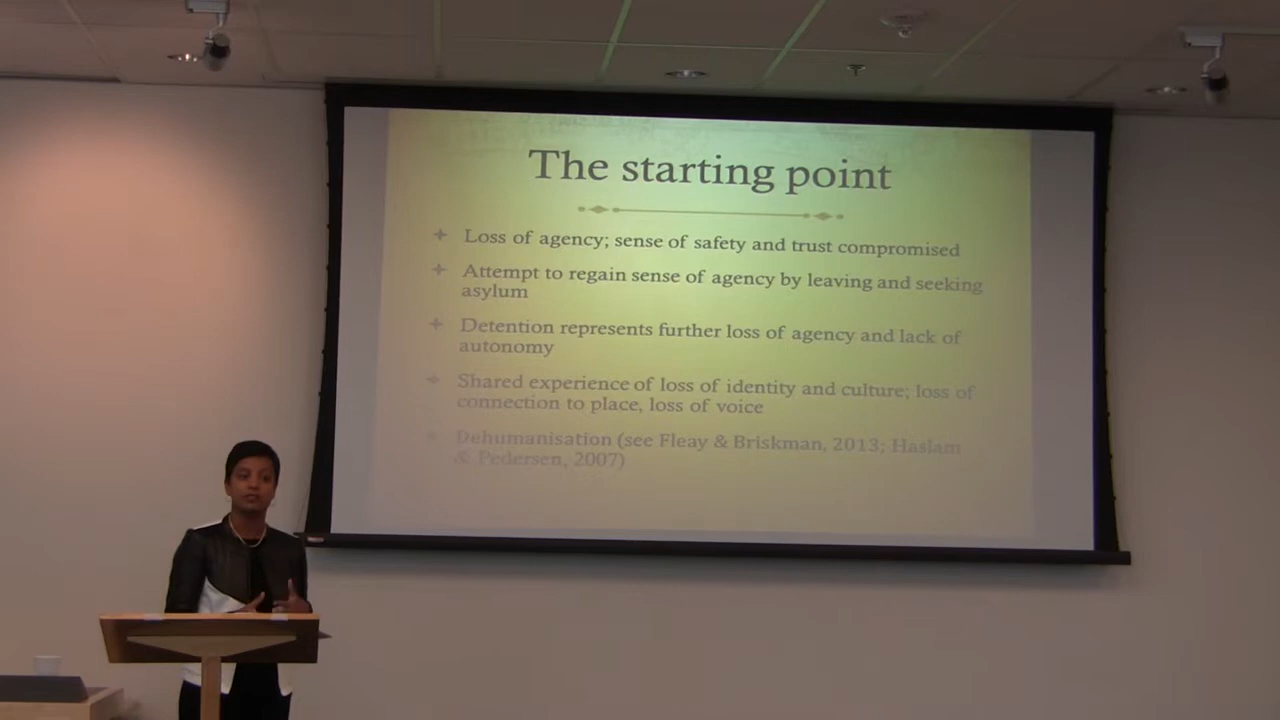 The starting point
Loss of agency; sense of safety and trust compromised
Attempt to regain sense of agency by leaving and seeking
asylum
Detention represents further loss of agency and lack of
autonomy
Shared experience of loss of identity and culture; loss of
connection to place, loss of voice
Dehumanisation (see Fleay & Briskman, 2013; Haslam
& Pedersen, 2007)